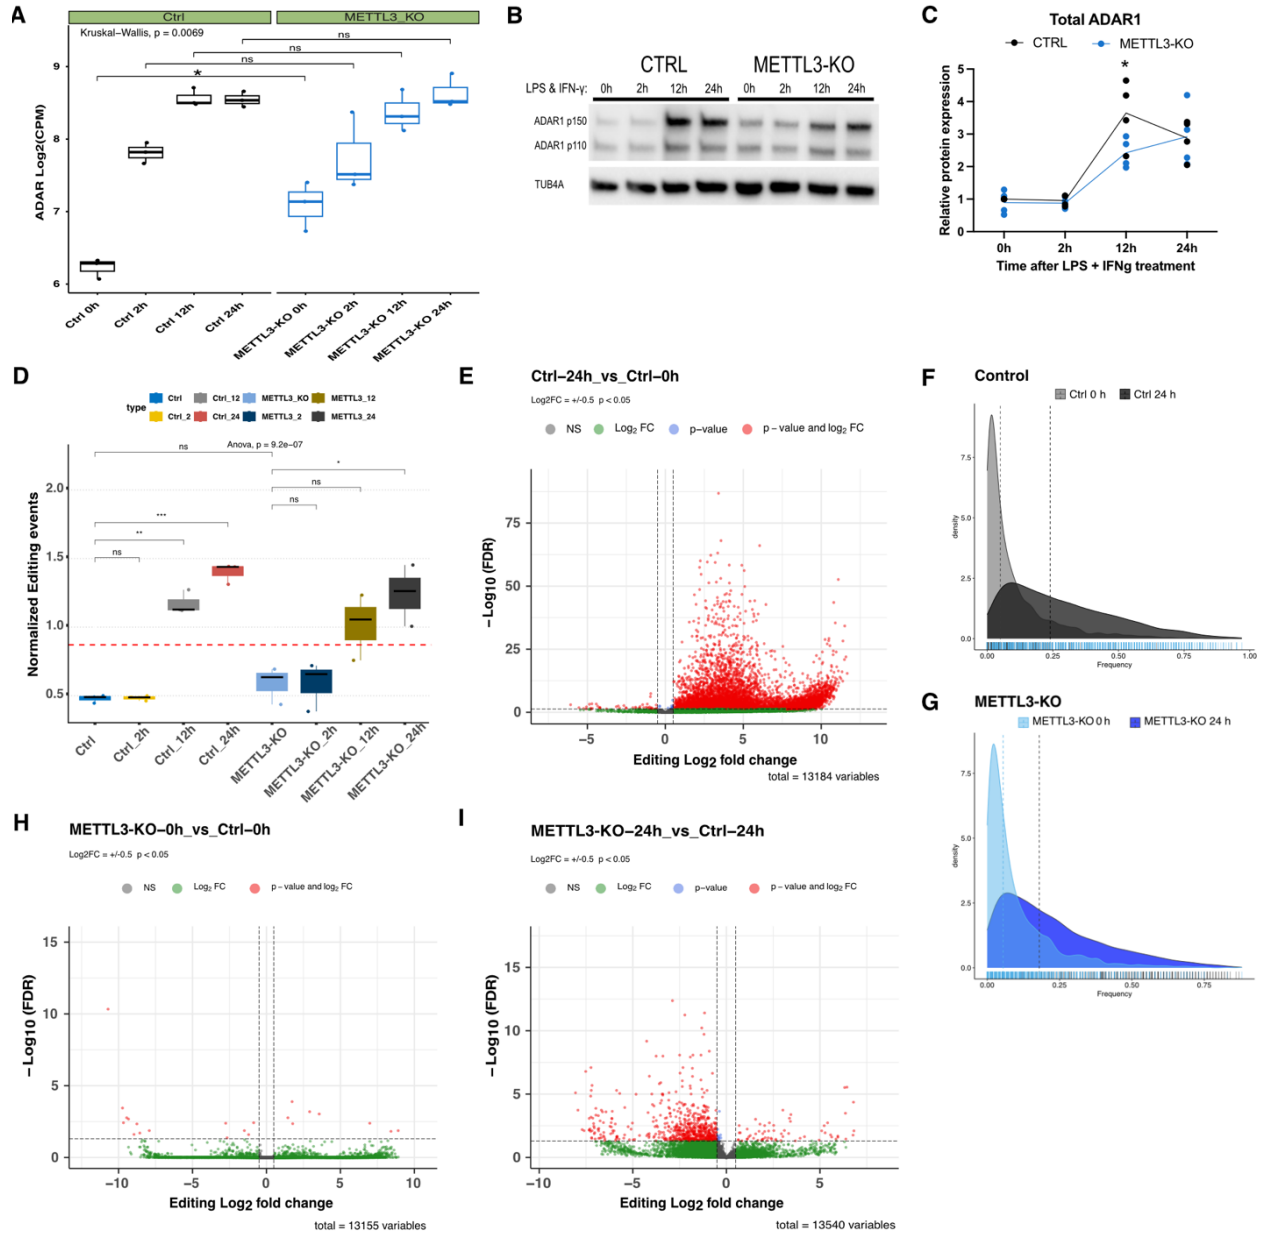 A
Ctrl
METTL3_KO
Kruskal–Wallis, p = 0.0069
ns
ns
ns
*
9
8
7
6
ADAR Log2(CPM)
Ctrl 0h
Ctrl 2h
Ctrl 12h
Ctrl 24h
METTL3-KO 0h
METTL3-KO 2h
METTL3-KO 12h
METTL3-KO 24h
B
CTRL METTL3-KO
LPS & IFN-γ: 0h 2h 12h 24h 0h 2h 12h 24h
ADAR1 p150
ADAR1 p110
TUB4A
C
Total ADAR1
CTRL METTL3-KO
*
5
4
3
2
1
0
Relative protein expression
0h 2h 12h 24h
Time after LPS + IFNg treatment
D
type
Ctrl Ctrl_12 METTL3_KO METTL3_12
Ctrl_2 Ctrl_24 METTL3_2 METTL3_24
Anova, p = 9.2e−07
ns
*
ns
ns
***
**
ns
2.0
1.5
1.0
0.5
Normalized Editing events
Ctrl
Ctrl_2h
Ctrl_12h
Ctrl_24h
METTL3-KO
METTL3-KO_2h
METTL3-KO_12h
METTL3-KO_24h
E
Ctrl−24h_vs_Ctrl−0h
Log2FC = +/-0.5 p < 0.05
NS Log2 FC p−value p − value and log2 FC
75
50
25
0
−Log10 (FDR)
−5 0 5 10
Editing Log2 fold change
total = 13184 variables
F
Control
Ctrl 0 h Ctrl 24 h
7.5
5.0
2.5
0.0
density
0.00 0.25 0.50 0.75 1.00
Frequency
G
METTL3-KO
METTL3-KO 0 h METTL3-KO 24 h
7.5
5.0
2.5
0.0
density
0.00 0.25 0.50 0.75
Frequency
H
METTL3-KO−0h_vs_Ctrl−0h
Log2FC = +/-0.5 p < 0.05
NS Log2 FC p − value and log2 FC
15
10
5
0
−Log10 (FDR)
−10 −5 0 5 10
Editing Log2 fold change
total = 13155 variables
I
METTL3-KO−24h_vs_Ctrl−24h
Log2FC = +/-0.5 p < 0.05
NS Log2 FC p−value p − value and log2 FC
15
10
5
0
−Log10 (FDR)
−10 −5 0 5
Editing Log2 fold change
total = 13540 variables